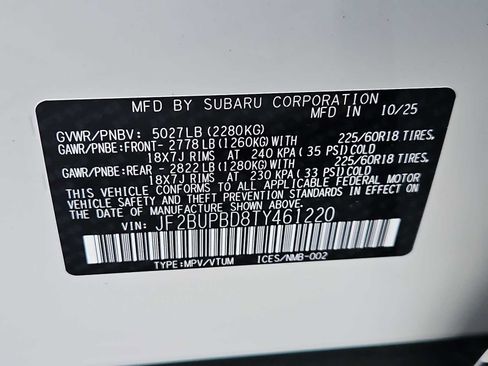 MFD BY SUBARU CORPORATION IN 10/25
GVWR/PNBV: 5027LB(2280KG)
GAWR/PNBE:FRONT- 2778LB(1260KG)WITH 225/60R18 TIRES,
18X7J RIMS AT 240 KPA(35 PSI)COLD
GAWR/PNBE:REAR - 2822LB(1280KG)WITH 225/60R18 TIRES,
18X7J RIMS AT 230 KPA(33 PSI)COLD
THIS VEHICLE CONFORMS TO ALL APPLICABLE FEDERAL MOTOR
VEHICLE SAFETY AND THEFT PREVENTION STANDARDS IN EFFECT
ON THE DATE OF MANUFACTURE SHOWN ABOVE.
VIN: JF2BUPBD8TY461220
TYPE:MPV/VTUM ICES/NMB-002